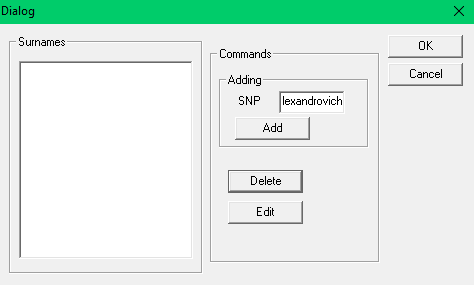 Dialog
Surnames
Commands
Adding
SNP lexandrovich
Add
Delete
Edit
OK
Cancel